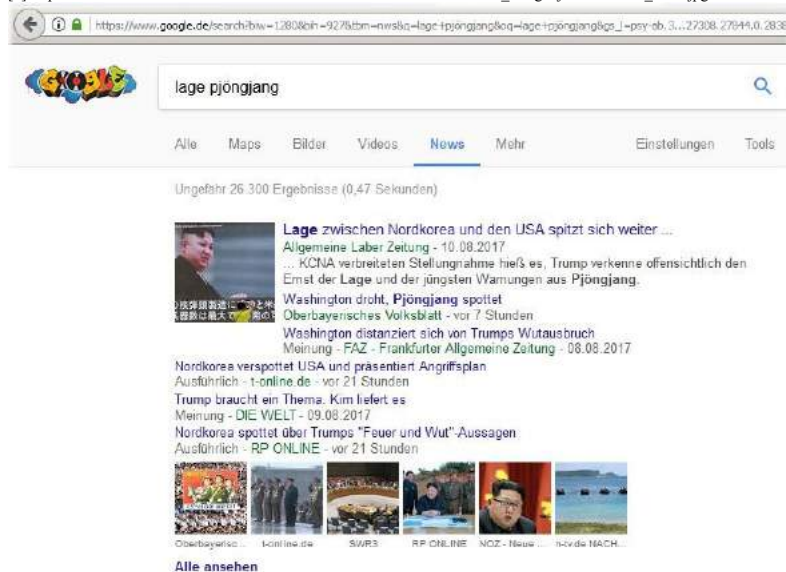 https://www.google.de/search?biw=1280&bih=927&tbm=nws&q=lage+pjöngjang&oq=lage+pjöngjang&gs_l=psy-ab.3...27308.27844.0.2838
GOOGLE
lage pjöngjang
Alle Maps Bilder Videos News Mehr Einstellungen Tools
Ungefähr 26.300 Ergebnisse (0,47 Sekunden)
Lage zwischen Nordkorea und den USA spitzt sich weiter ...
Allgemeine Laber Zeitung - 10.08.2017
... KCNA verbreiteten Stellungnahme hieß es, Trump verkenne offensichtlich den
Ernst der Lage und der jüngsten Warnungen aus Pjöngjang.
Washington droht, Pjöngjang spottet
Oberbayerisches Volksblatt - vor 7 Stunden
Washington distanziert sich von Trumps Wutausbruch
Meinung - FAZ - Frankfurter Allgemeine Zeitung - 08.08.2017
Nordkorea verspottet USA und präsentiert Angriffsplan
Ausführlich - t-online.de - vor 21 Stunden
Trump braucht ein Thema. Kim liefert es
Meinung - DIE WELT - 09.08.2017
Nordkorea spottet über Trumps "Feuer und Wut"-Aussagen
Ausführlich - RP ONLINE - vor 21 Stunden
Oberbayerisc... t-online.de SWR3 RP ONLINE NOZ - Neue ... n-tv.de NACH...
Alle ansehen